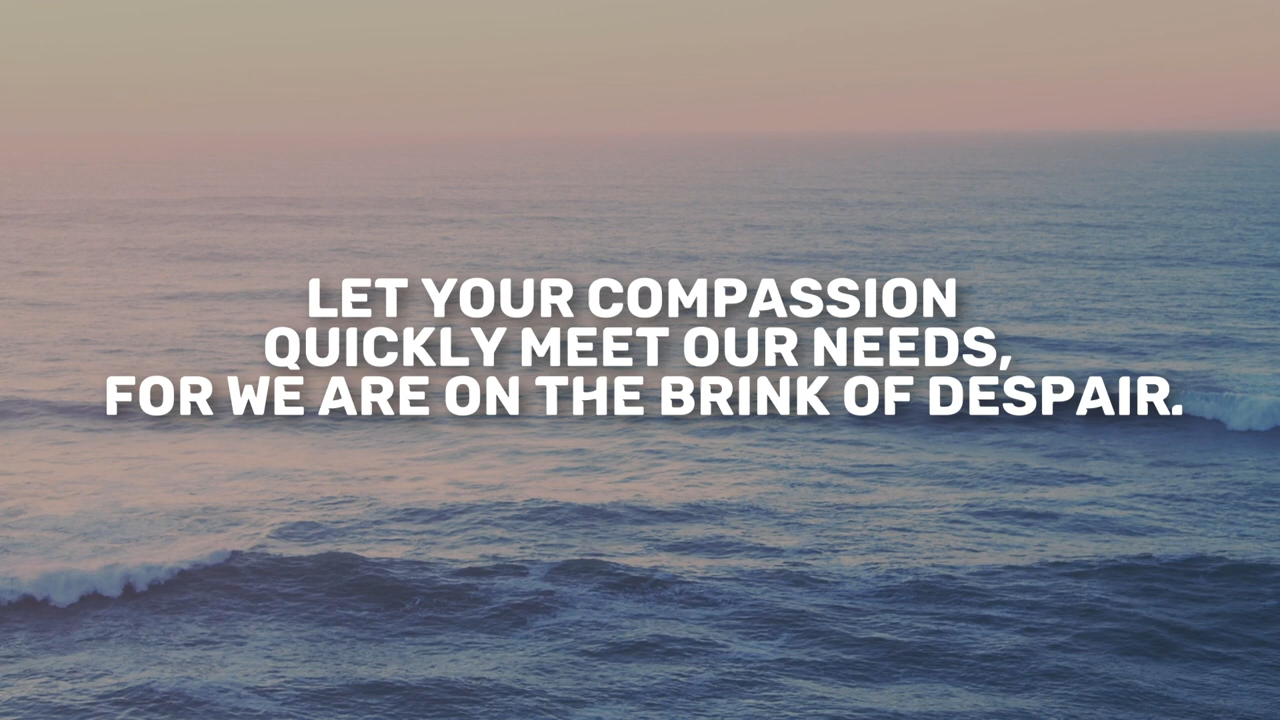 LET YOUR COMPASSION
QUICKLY MEET OUR NEEDS,
FOR WE ARE ON THE BRINK OF DESPAIR.